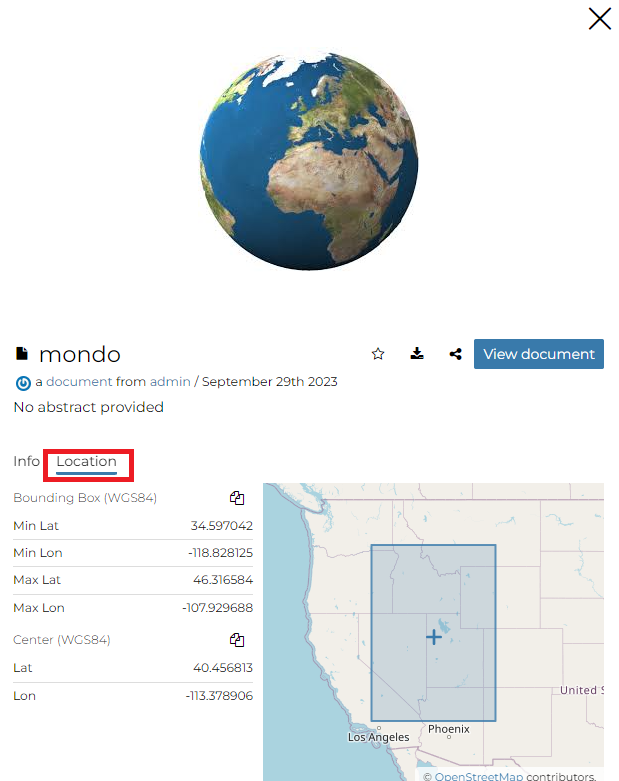 mondo
View document
a document from admin / September 29th 2023
No abstract provided
Info Location
Bounding Box (WGS84)
Min Lat 34.597042
Min Lon -118.828125
Max Lat 46.316584
Max Lon -107.929688
Center (WGS84)
Lat 40.456813
Lon -113.378906
United S
Los Angeles
Phoenix
© OpenStreetMap contributors.